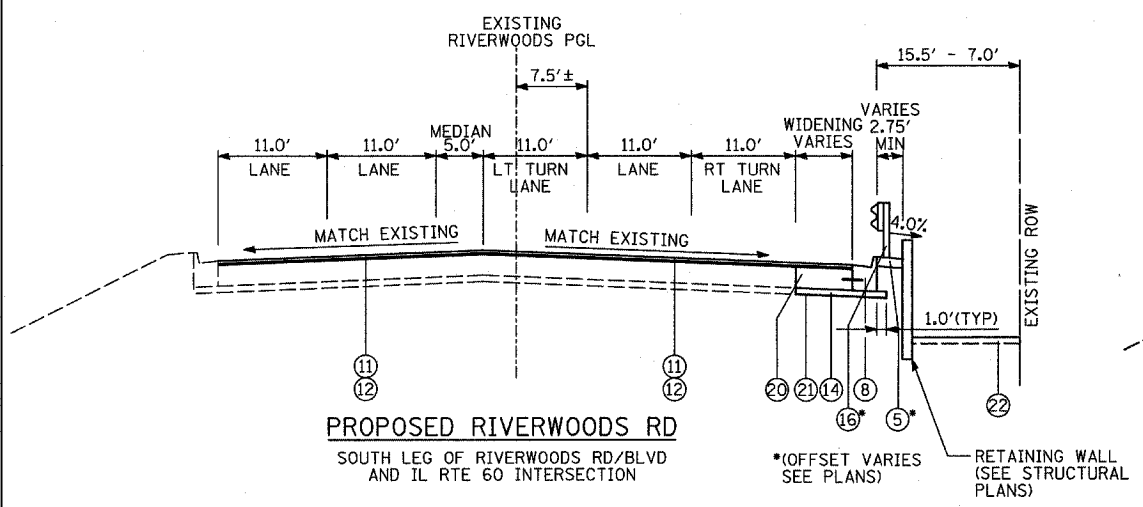 EXISTING
RIVERWOODS PGL
7.5'±
15.5' - 7.0'
VARIES
2.75'
MIN
WIDENING
VARIES
11.0'
LANE
11.0'
LANE
MEDIAN
5.0'
11.0'
LT TURN
LANE
11.0'
LANE
11.0'
RT TURN
LANE
4.0%
MATCH EXISTING
MATCH EXISTING
EXISTING ROW
1.0'(TYP)
11
12
11
12
20
21
14
8
16*
5*
22
PROPOSED RIVERWOODS RD
SOUTH LEG OF RIVERWOODS RD/BLVD
AND IL RTE 60 INTERSECTION
*(OFFSET VARIES
SEE PLANS)
RETAINING WALL
(SEE STRUCTURAL
PLANS)